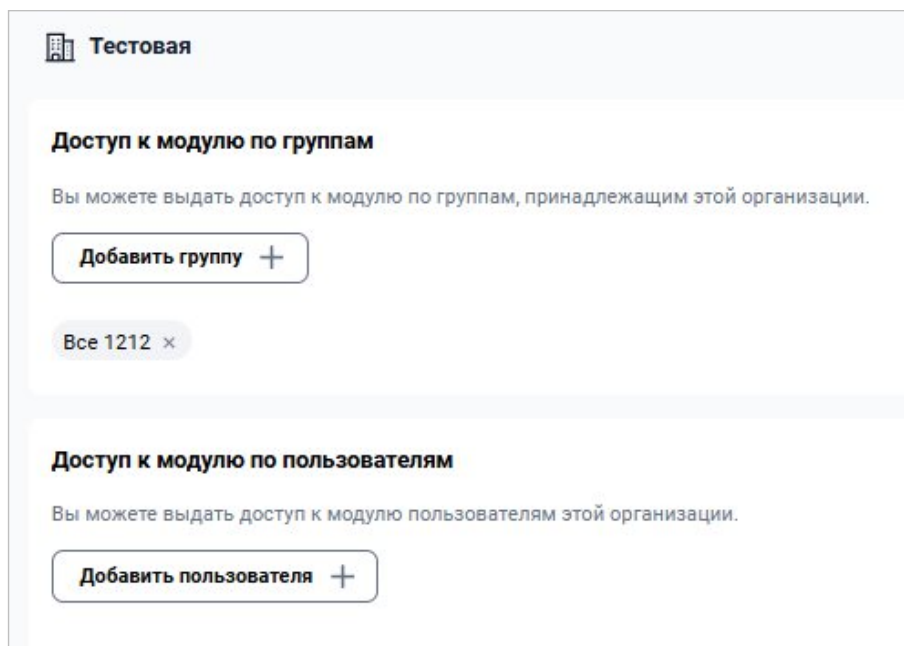 Тестовая
Доступ к модулю по группам
Вы можете выдать доступ к модулю по группам, принадлежащим этой организации.
Добавить группу +
Все 1212 ×
Доступ к модулю по пользователям
Вы можете выдать доступ к модулю пользователям этой организации.
Добавить пользователя +